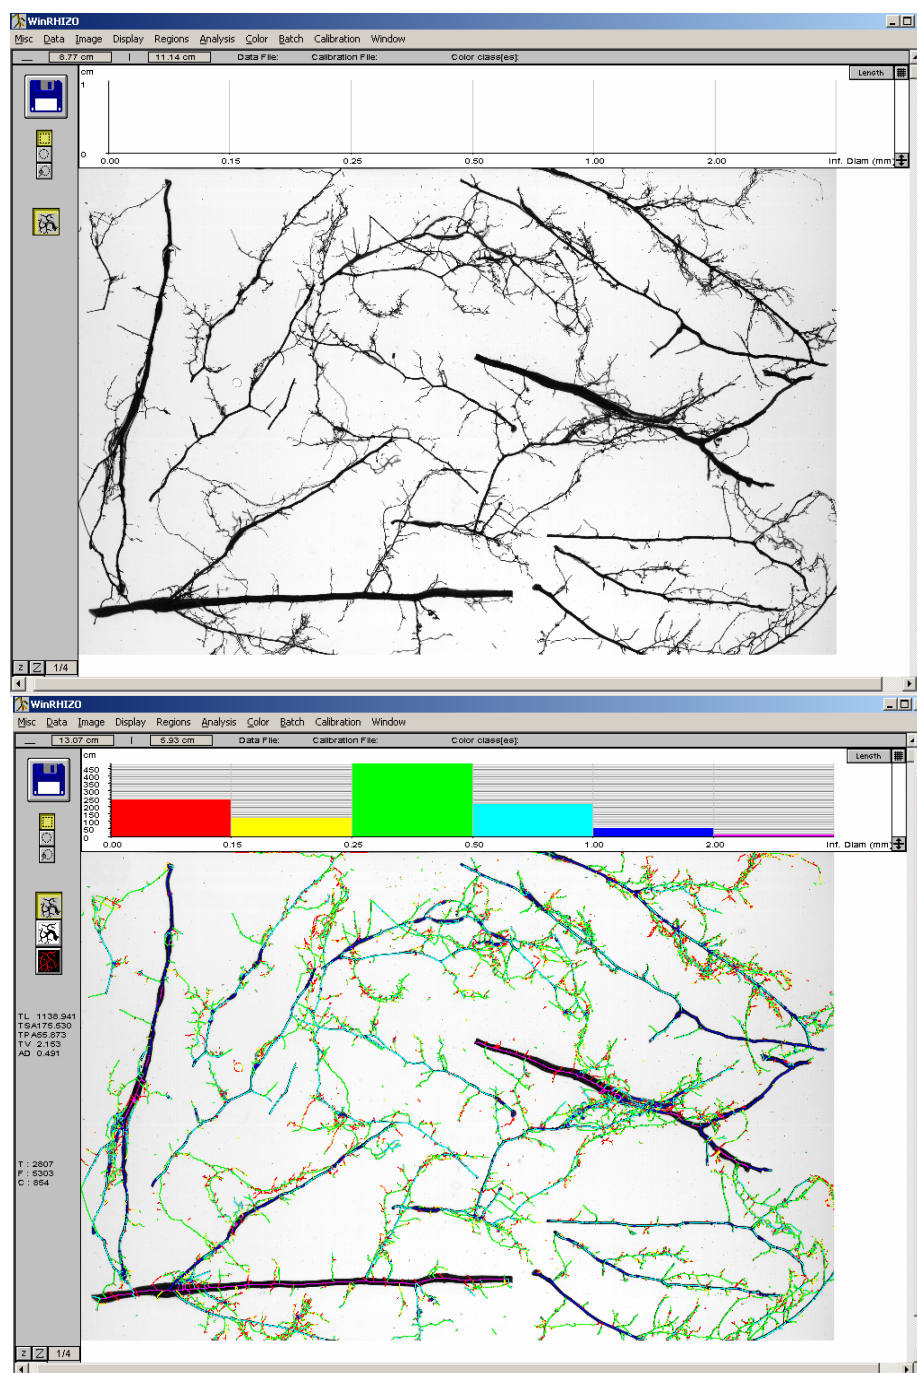 WinRHIZO
Misc Data Image Display Regions Analysis Color Batch Calibration Window
8.77 cm 11.14 cm Data File: Calibration File: Color class[es]:
cm Length
1
0
0.00 0.15 0.25 0.50 1.00 2.00 Inf. Diam (mm)
z Z 1/4
WinRHIZO
Misc Data Image Display Regions Analysis Color Batch Calibration Window
13.07 cm 5.93 cm Data File: Calibration File: Color class[es]:
cm Length
450
400
350
300
250
200
150
100
50
0
0.00 0.15 0.25 0.50 1.00 2.00 Inf. Diam (mm)
TL 1138.941
TSA175.530
TPA55.873
TV 2.153
AD 0.491
T : 2807
F : 5303
C : 854
z Z 1/4